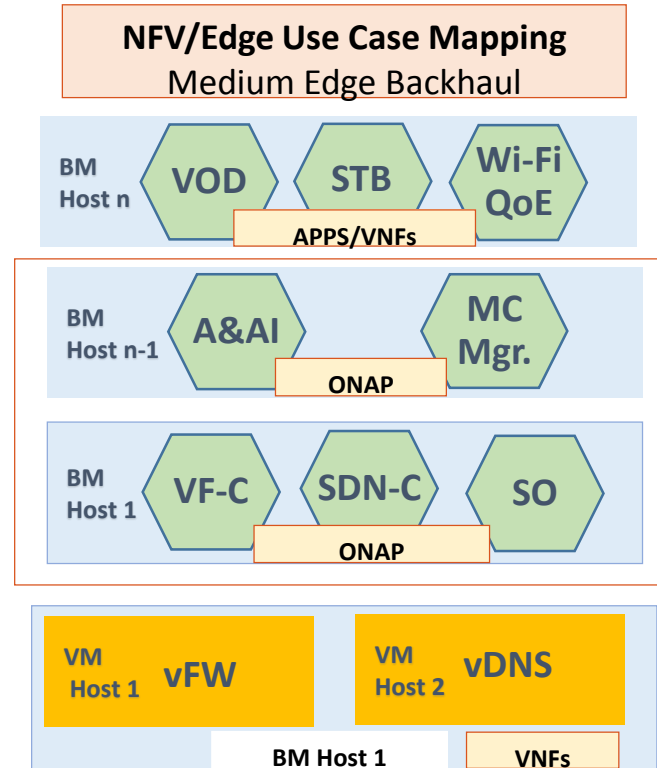 NFV/Edge Use Case Mapping
Medium Edge Backhaul
BM
Host n
VOD
STB
Wi-Fi
QoE
APPS/VNFs
BM
Host n-1
A&AI
MC
Mgr.
ONAP
BM
Host 1
VF-C
SDN-C
SO
ONAP
VM
Host 1
vFW
VM
Host 2
vDNS
BM Host 1
VNFs